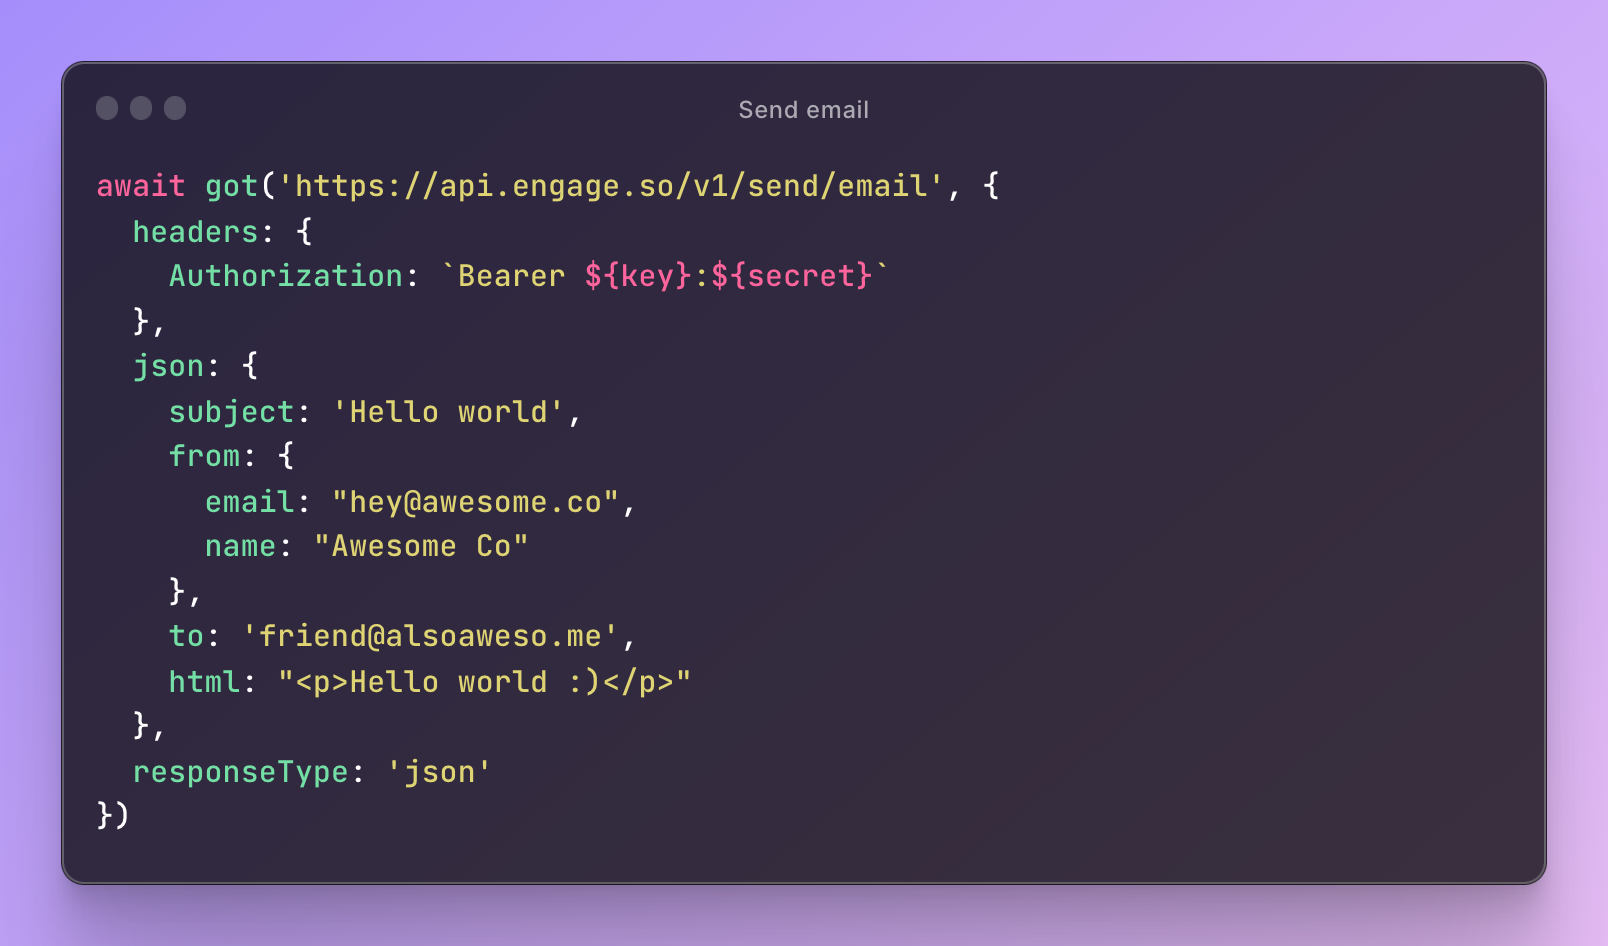 Send email
await got('https://api.engage.so/v1/send/email', {
  headers: {
    Authorization: `Bearer ${key}:${secret}`
  },
  json: {
    subject: 'Hello world',
    from: {
      email: "hey@awesome.co",
      name: "Awesome Co"
    },
    to: 'friend@alsoaweso.me',
    html: "<p>Hello world :)</p>"
  },
  responseType: 'json'
})